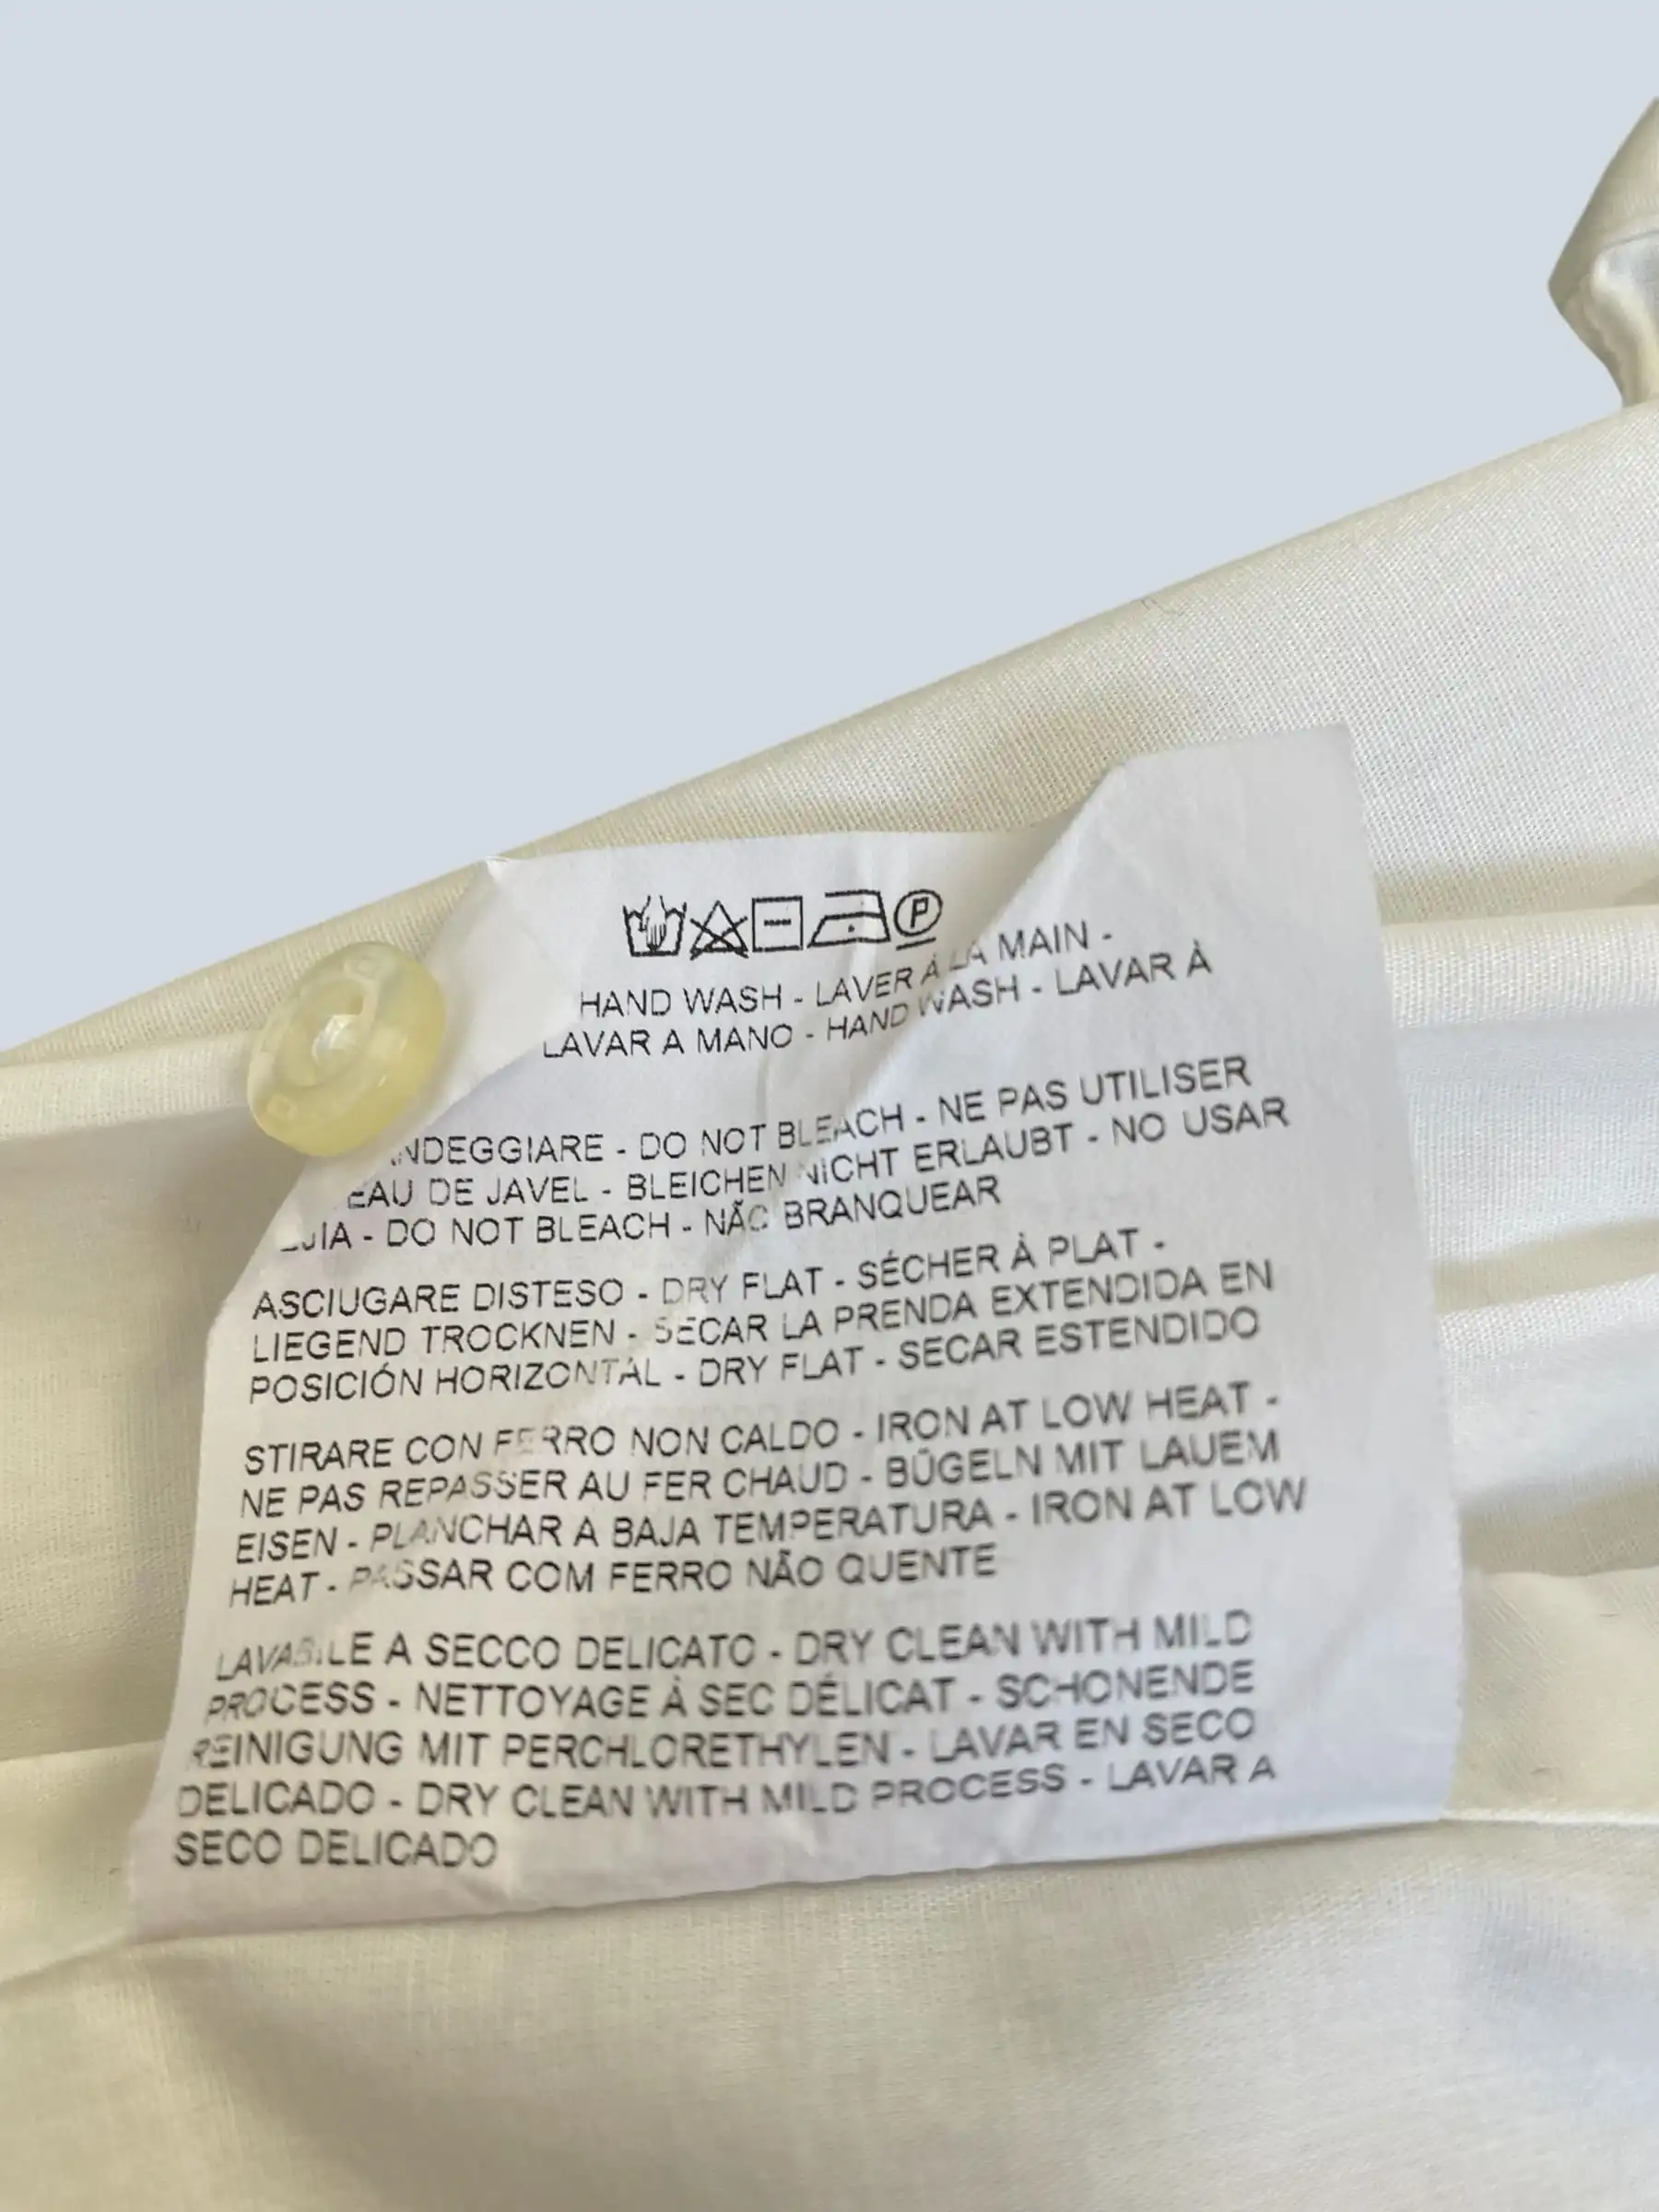 P
HAND WASH - LAVER À LA MAIN -
LAVAR A MANO - HAND WASH - LAVAR À
NDEGGIARE - DO NOT BLEACH - NE PAS UTILISER
EAU DE JAVEL - BLEICHEN NICHT ERLAUBT - NO USAR
JIA - DO NOT BLEACH - NÃO BRANQUEAR
ASCIUGARE DISTESO - DRY FLAT - SÉCHER À PLAT -
LIEGEND TROCKNEN - SECAR LA PRENDA EXTENDIDA EN
POSICIÓN HORIZONTAL - DRY FLAT - SECAR ESTENDIDO
STIRARE CON FERRO NON CALDO - IRON AT LOW HEAT -
NE PAS REPASSER AU FER CHAUD - BÜGELN MIT LAUEM
EISEN - PLANCHAR A BAJA TEMPERATURA - IRON AT LOW
HEAT - PASSAR COM FERRO NÃO QUENTE
LAVABILE A SECCO DELICATO - DRY CLEAN WITH MILD
PROCESS - NETTOYAGE À SEC DÉLICAT - SCHONENDE
REINIGUNG MIT PERCHLORETHYLEN - LAVAR EN SECO
DELICADO - DRY CLEAN WITH MILD PROCESS - LAVAR A
SECO DELICADO